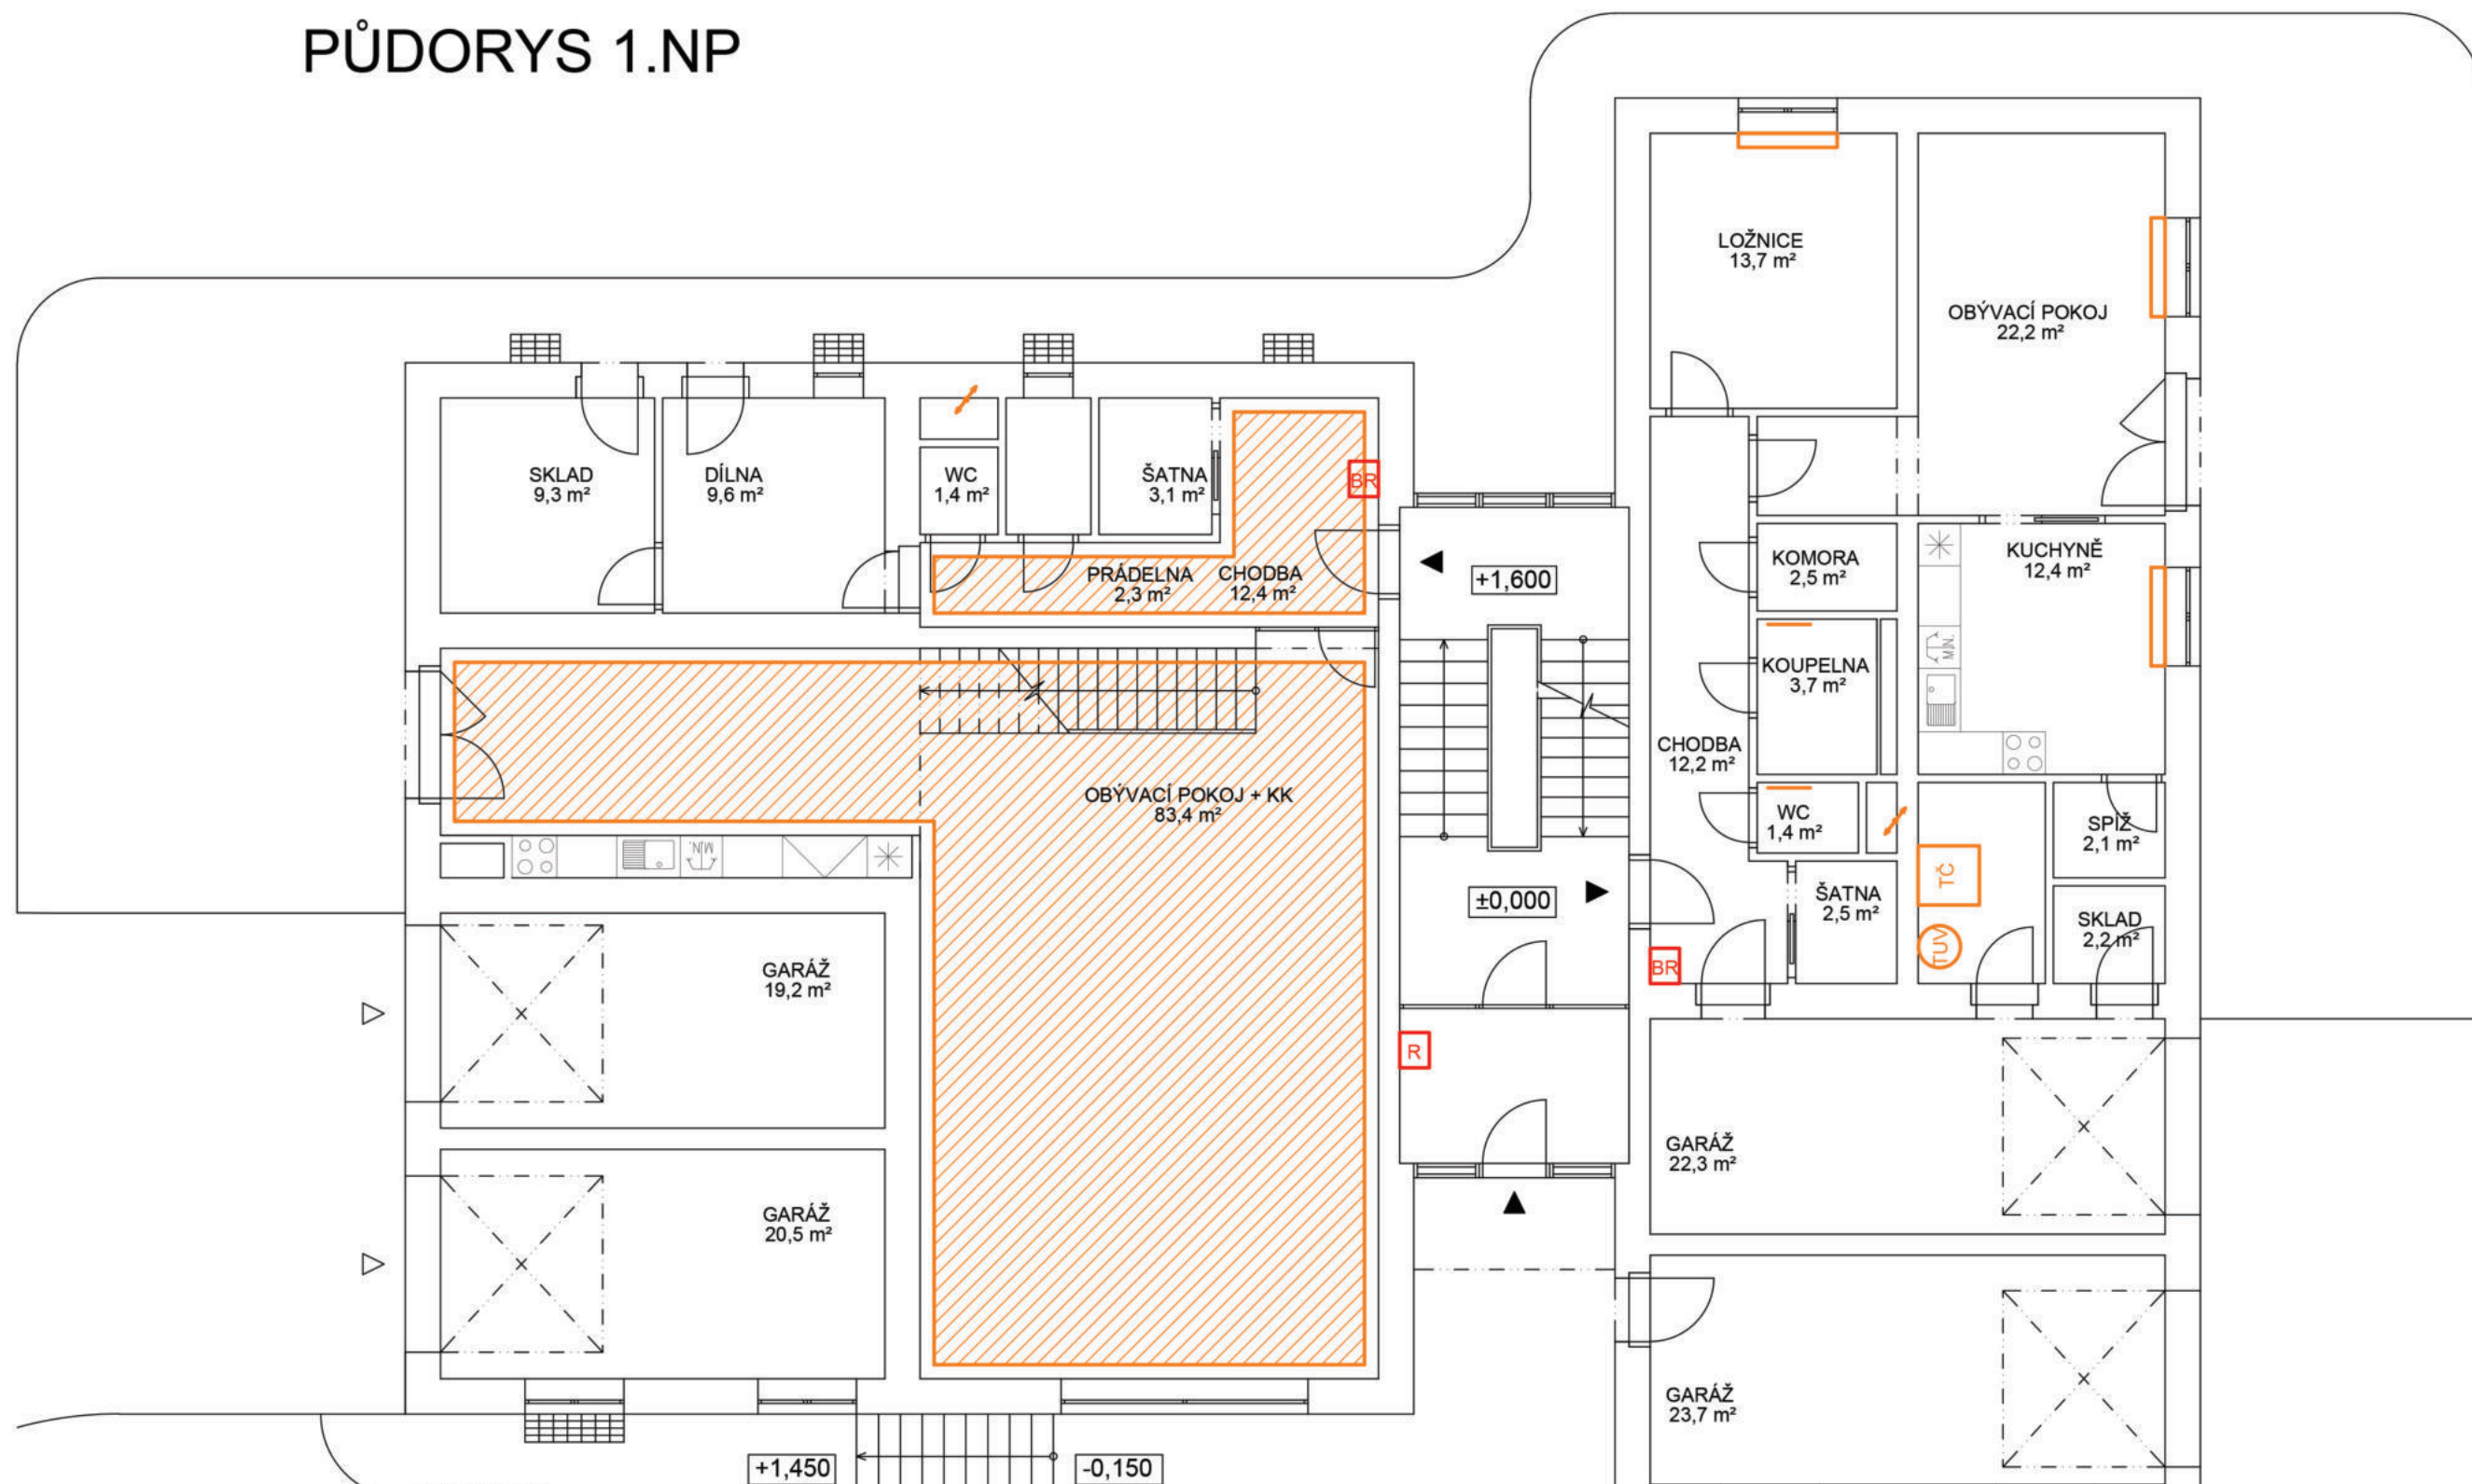 PŮDORYS 1.NP
LOŽNICE
13,7 m²
OBÝVACÍ POKOJ
22,2 m²
SKLAD
9,3 m²
DÍLNA
9,6 m²
WC
1,4 m²
ŠATNA
3,1 m²
BR
PRÁDELNA
2,3 m²
CHODBA
12,4 m²
+1,600
KOMORA
2,5 m²
KUCHYNĚ
12,4 m²
MN.
KOUPELNA
3,7 m²
CHODBA
12,2 m²
OBÝVACÍ POKOJ + KK
83,4 m²
MN.
WC
1,4 m²
SPÍŽ
2,1 m²
TČ
±0,000
ŠATNA
2,5 m²
SKLAD
2,2 m²
TUV
BR
GARÁŽ
19,2 m²
R
GARÁŽ
22,3 m²
GARÁŽ
20,5 m²
GARÁŽ
23,7 m²
+1,450
-0,150